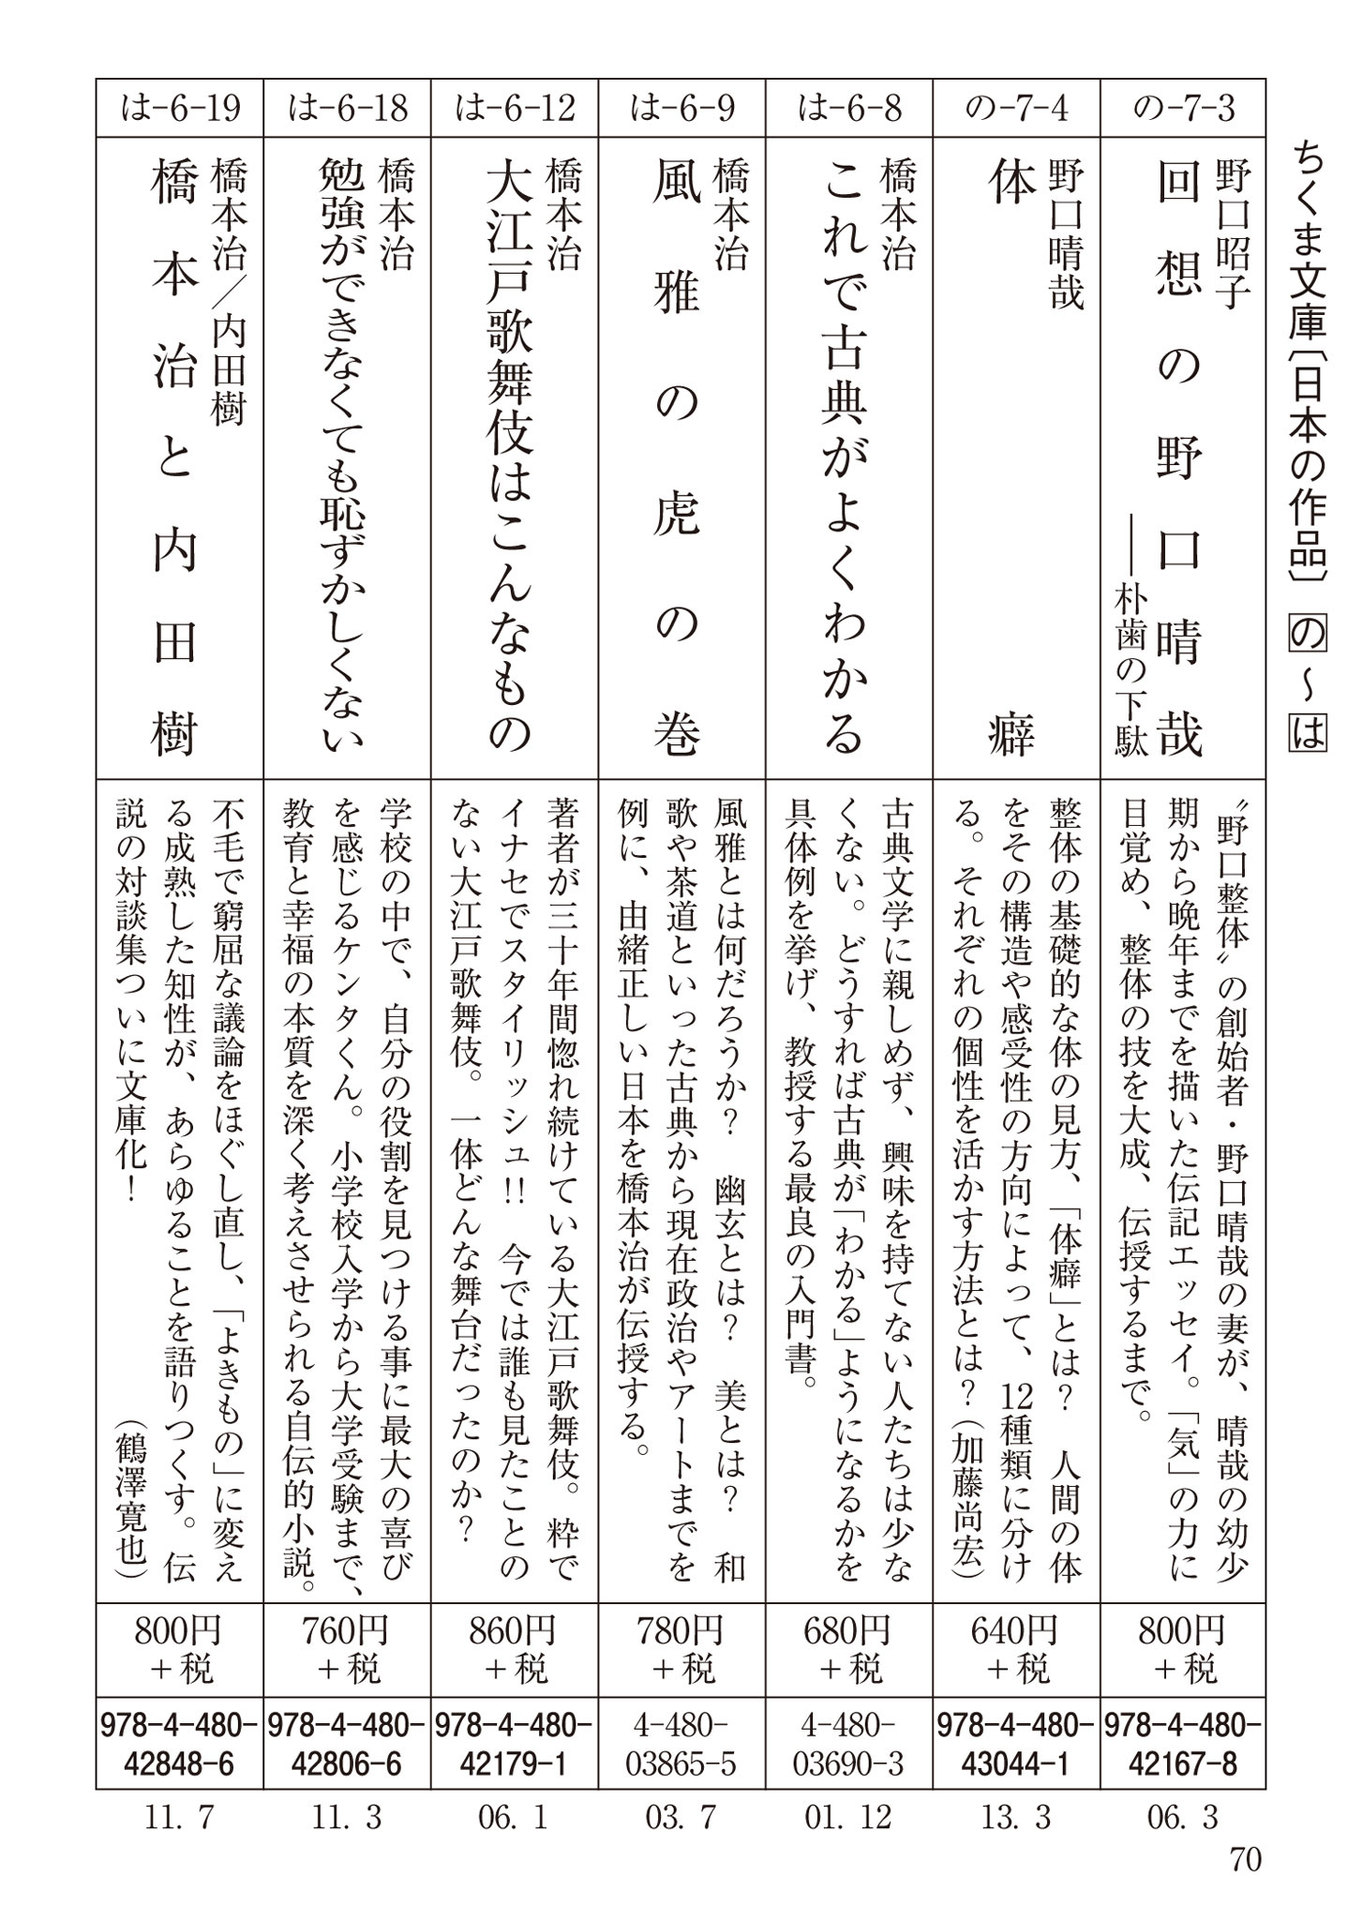 ちくま文庫〔日本の作品〕 の～は
の-7-3
野口昭子
回想の野口晴哉
――朴歯の下駄
〝野口整体〟の創始者・野口晴哉の妻が、晴哉の幼少
期から晩年までを描いた伝記エッセイ。「気」の力に
目覚め、整体の技を大成、伝授するまで。
800円
＋税
978-4-480-
42167-8
06. 3
の-7-4
野口晴哉
体癖
整体の基礎的な体の見方、「体癖」とは？　人間の体
をその構造や感受性の方向によって、12種類に分け
る。それぞれの個性を活かす方法とは？（加藤尚宏）
640円
＋税
978-4-480-
43044-1
13. 3
は-6-8
橋本治
これで古典がよくわかる
古典文学に親しめず、興味を持てない人たちは少な
くない。どうすれば古典が「わかる」ようになるかを
具体例を挙げ、教授する最良の入門書。
680円
＋税
4-480-
03690-3
01. 12
は-6-9
橋本治
風雅の虎の巻
風雅とは何だろうか？　幽玄とは？　美とは？　和
歌や茶道といった古典から現在政治やアートまでを
例に、由緒正しい日本を橋本治が伝授する。
780円
＋税
4-480-
03865-5
03. 7
は-6-12
橋本治
大江戸歌舞伎はこんなもの
著者が三十年間惚れ続けている大江戸歌舞伎。粋で
イナセでスタイリッシュ!!　今では誰も見たことの
ない大江戸歌舞伎。一体どんな舞台だったのか？
860円
＋税
978-4-480-
42179-1
06. 1
は-6-18
橋本治
勉強ができなくても恥ずかしくない
学校の中で、自分の役割を見つける事に最大の喜び
を感じるケンタくん。小学校入学から大学受験まで、
教育と幸福の本質を深く考えさせられる自伝的小説。
760円
＋税
978-4-480-
42806-6
11. 3
は-6-19
橋本治／内田樹
橋本治と内田樹
不毛で窮屈な議論をほぐし直し、「よきもの」に変え
る成熟した知性が、あらゆることを語りつくす。伝
説の対談集ついに文庫化！　（鶴澤寛也）
800円
＋税
978-4-480-
42848-6
11. 7
70